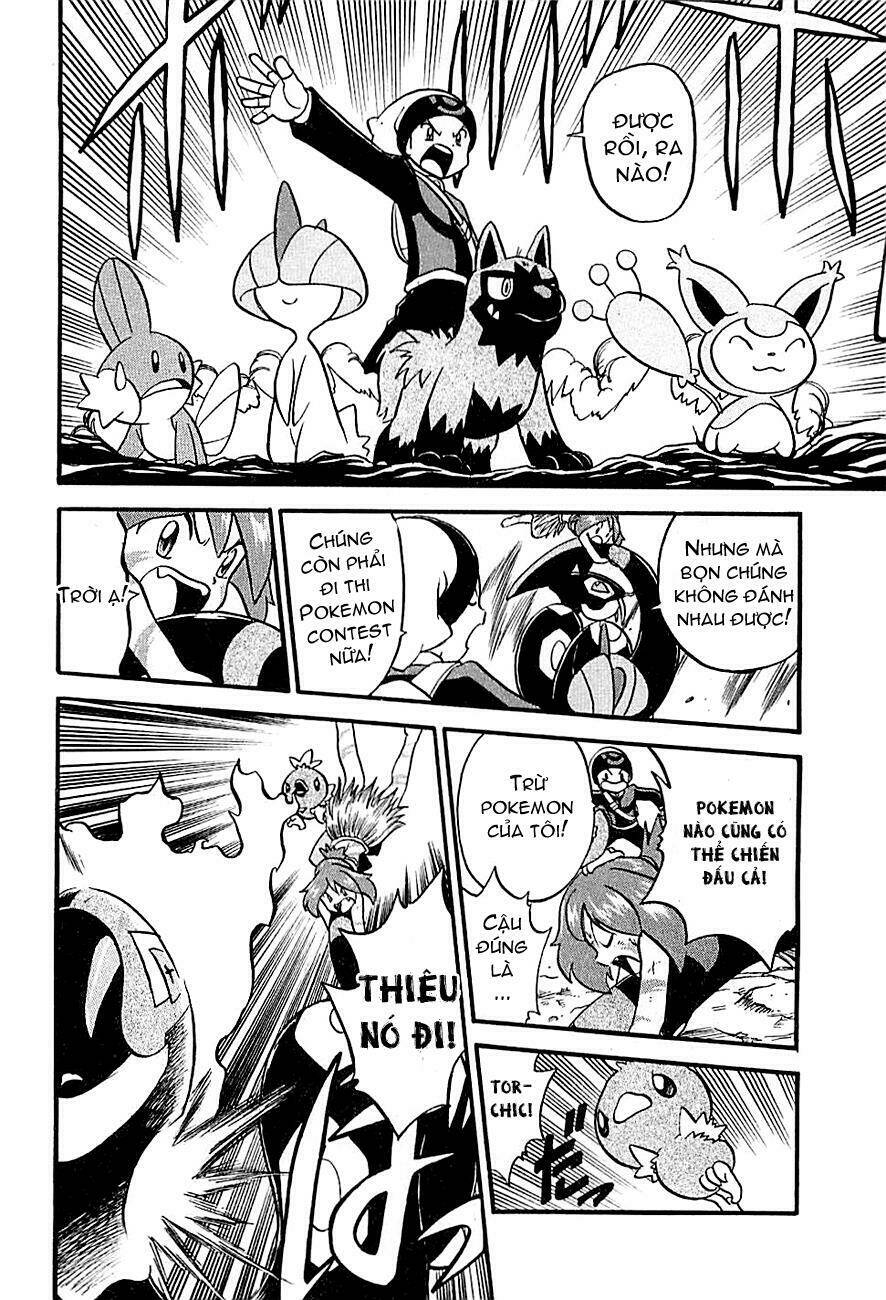 ĐƯỢC
RỒI, RA
NÀO!
NHƯNG MÀ
BỌN CHÚNG
KHÔNG ĐÁNH
NHAU ĐƯỢC!
CHÚNG
CÒN PHẢI
ĐI THI
POKEMON
CONTEST
NỮA!
TRỜI Ạ!
POKEMON
NÀO CŨNG CÓ
THỂ CHIẾN
ĐẤU CẢ!
TRỪ
POKEMON
CỦA TÔI!
CẬU
ĐÚNG
LÀ
...
TOR-
CHIC!
THIÊU
NÓ ĐI!